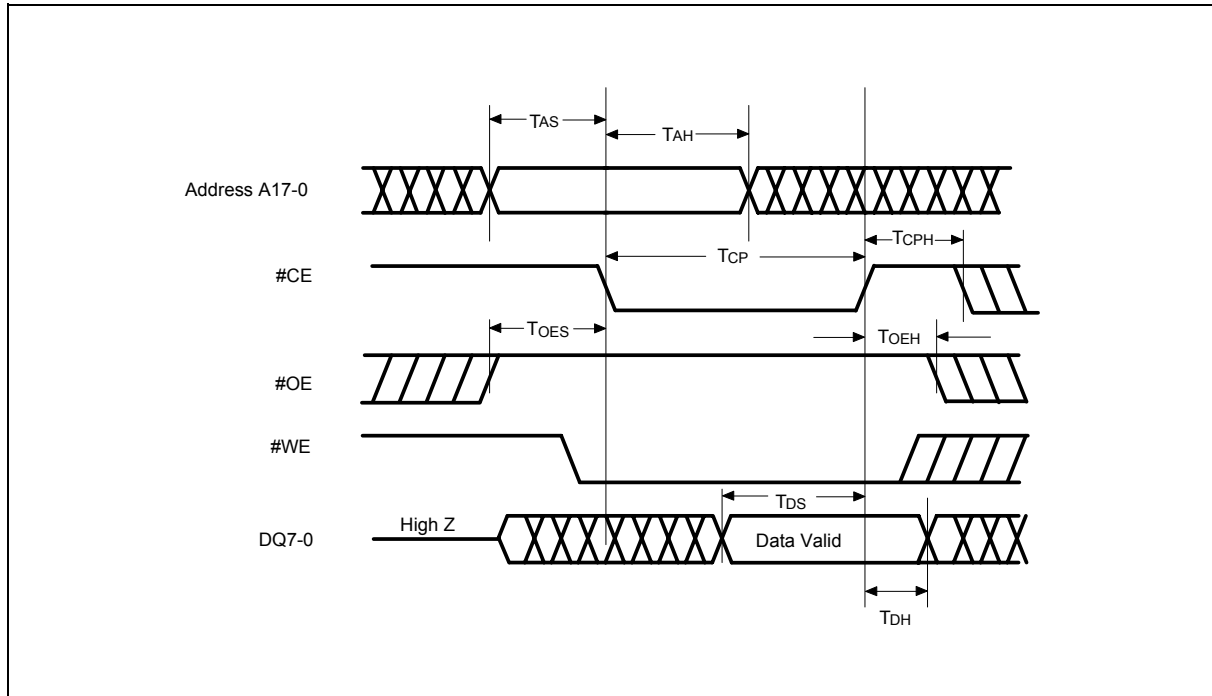 TAS
TAH
Address A17-0
TCPH
TCP
#CE
TOES
TOEH
#OE
#WE
TDS
High Z
Data Valid
DQ7-0
TDH